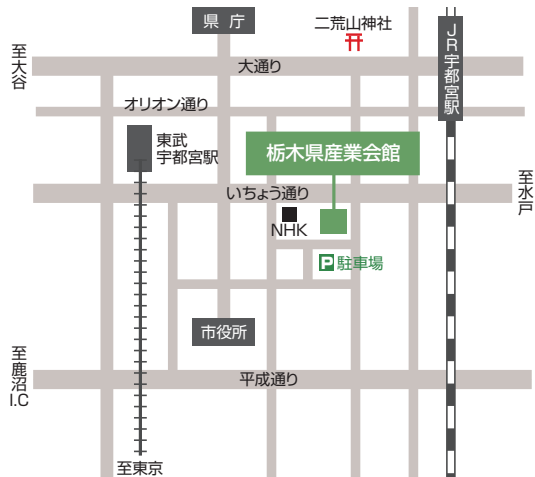 県 庁
二荒山神社
JR宇都宮駅
至大谷
大通り
オリオン通り
東武
宇都宮駅
栃木県産業会館
至水戸
いちょう通り
NHK
P 駐車場
市役所
至鹿沼
I.C
平成通り
至東京